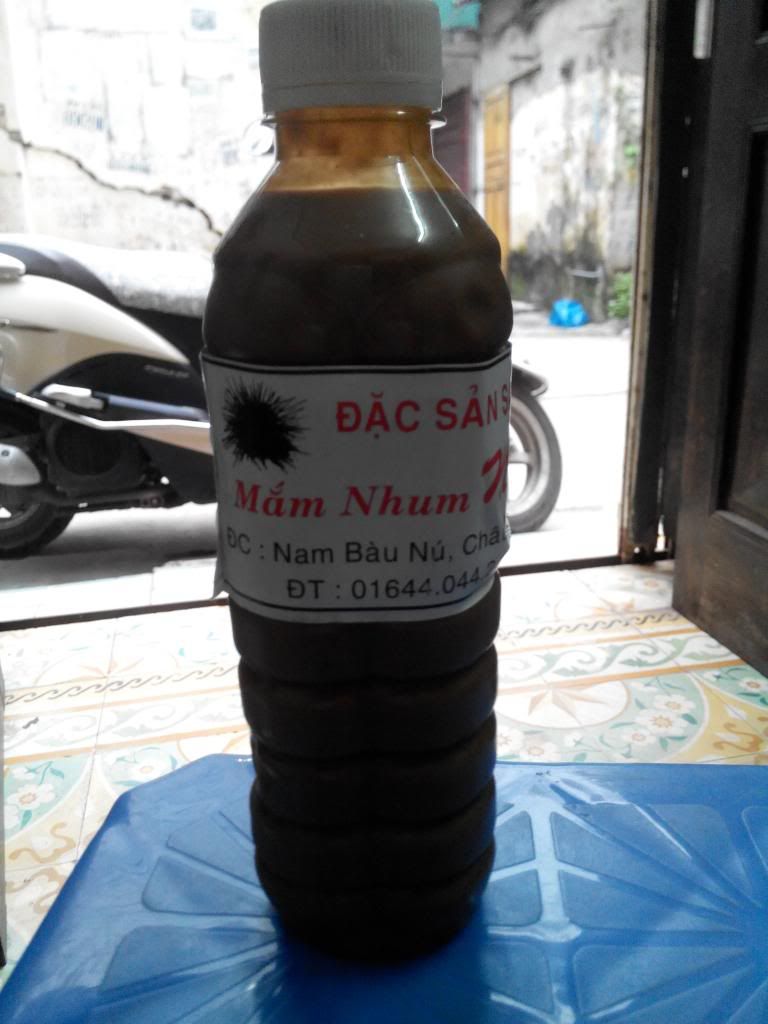 ĐẶC SẢN
Mắm Nhum
ĐC : Nam Bàu Nú,
ĐT : 01644.044.